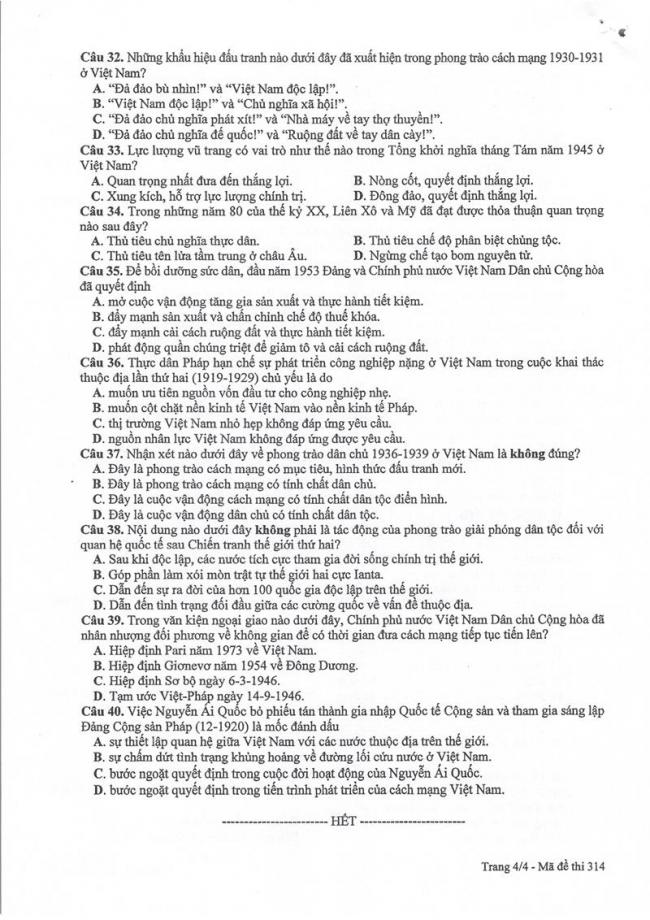 Câu 32. Những khẩu hiệu đấu tranh nào dưới đây đã xuất hiện trong phong trào cách mạng 1930-1931
ở Việt Nam?
A. “Đả đảo bù nhìn!” và “Việt Nam độc lập!”.
B. “Việt Nam độc lập!” và “Chủ nghĩa xã hội!”.
C. “Đả đảo chủ nghĩa phát xít!” và “Nhà máy về tay thợ thuyền!”.
D. “Đả đảo chủ nghĩa đế quốc!” và “Ruộng đất về tay dân cày!”.
Câu 33. Lực lượng vũ trang có vai trò như thế nào trong Tổng khởi nghĩa tháng Tám năm 1945 ở
Việt Nam?
A. Quan trọng nhất đưa đến thắng lợi. B. Nòng cốt, quyết định thắng lợi.
C. Xung kích, hỗ trợ lực lượng chính trị. D. Đông đảo, quyết định thắng lợi.
Câu 34. Trong những năm 80 của thế kỷ XX, Liên Xô và Mỹ đã đạt được thỏa thuận quan trọng
nào sau đây?
A. Thủ tiêu chủ nghĩa thực dân. B. Thủ tiêu chế độ phân biệt chủng tộc.
C. Thủ tiêu tên lửa tầm trung ở châu Âu. D. Ngừng chế tạo bom nguyên tử.
Câu 35. Để bồi dưỡng sức dân, đầu năm 1953 Đảng và Chính phủ nước Việt Nam Dân chủ Cộng hòa
đã quyết định
A. mở cuộc vận động tăng gia sản xuất và thực hành tiết kiệm.
B. đẩy mạnh sản xuất và chấn chỉnh chế độ thuế khóa.
C. đẩy mạnh cải cách ruộng đất và thực hành tiết kiệm.
D. phát động quần chúng triệt để giảm tô và cải cách ruộng đất.
Câu 36. Thực dân Pháp hạn chế sự phát triển công nghiệp nặng ở Việt Nam trong cuộc khai thác
thuộc địa lần thứ hai (1919-1929) chủ yếu là do
A. muốn ưu tiên nguồn vốn đầu tư cho công nghiệp nhẹ.
B. muốn cột chặt nền kinh tế Việt Nam vào nền kinh tế Pháp.
C. thị trường Việt Nam nhỏ hẹp không đáp ứng yêu cầu.
D. nguồn nhân lực Việt Nam không đáp ứng được yêu cầu.
Câu 37. Nhận xét nào dưới đây về phong trào dân chủ 1936-1939 ở Việt Nam là không đúng?
A. Đây là phong trào cách mạng có mục tiêu, hình thức đấu tranh mới.
B. Đây là phong trào cách mạng có tính chất dân chủ.
C. Đây là cuộc vận động cách mạng có tính chất dân tộc điển hình.
D. Đây là cuộc vận động dân chủ có tính chất dân tộc.
Câu 38. Nội dung nào dưới đây không phải là tác động của phong trào giải phóng dân tộc đối với
quan hệ quốc tế sau Chiến tranh thế giới thứ hai?
A. Sau khi độc lập, các nước tích cực tham gia đời sống chính trị thế giới.
B. Góp phần làm xói mòn trật tự thế giới hai cực Ianta.
C. Dẫn đến sự ra đời của hơn 100 quốc gia độc lập trên thế giới.
D. Dẫn đến tình trạng đối đầu giữa các cường quốc về vấn đề thuộc địa.
Câu 39. Trong văn kiện ngoại giao nào dưới đây, Chính phủ nước Việt Nam Dân chủ Cộng hòa đã
nhân nhượng đối phương về không gian để có thời gian đưa cách mạng tiếp tục tiến lên?
A. Hiệp định Pari năm 1973 về Việt Nam.
B. Hiệp định Giơnevơ năm 1954 về Đông Dương.
C. Hiệp định Sơ bộ ngày 6-3-1946.
D. Tạm ước Việt-Pháp ngày 14-9-1946.
Câu 40. Việc Nguyễn Ái Quốc bỏ phiếu tán thành gia nhập Quốc tế Cộng sản và tham gia sáng lập
Đảng Cộng sản Pháp (12-1920) là mốc đánh dấu
A. sự thiết lập quan hệ giữa Việt Nam với các nước thuộc địa trên thế giới.
B. sự chấm dứt tình trạng khủng hoảng về đường lối cứu nước ở Việt Nam.
C. bước ngoặt quyết định trong cuộc đời hoạt động của Nguyễn Ái Quốc.
D. bước ngoặt quyết định trong tiến trình phát triển của cách mạng Việt Nam.
------------------------ HẾT ------------------------
Trang 4/4 - Mã đề thi 314